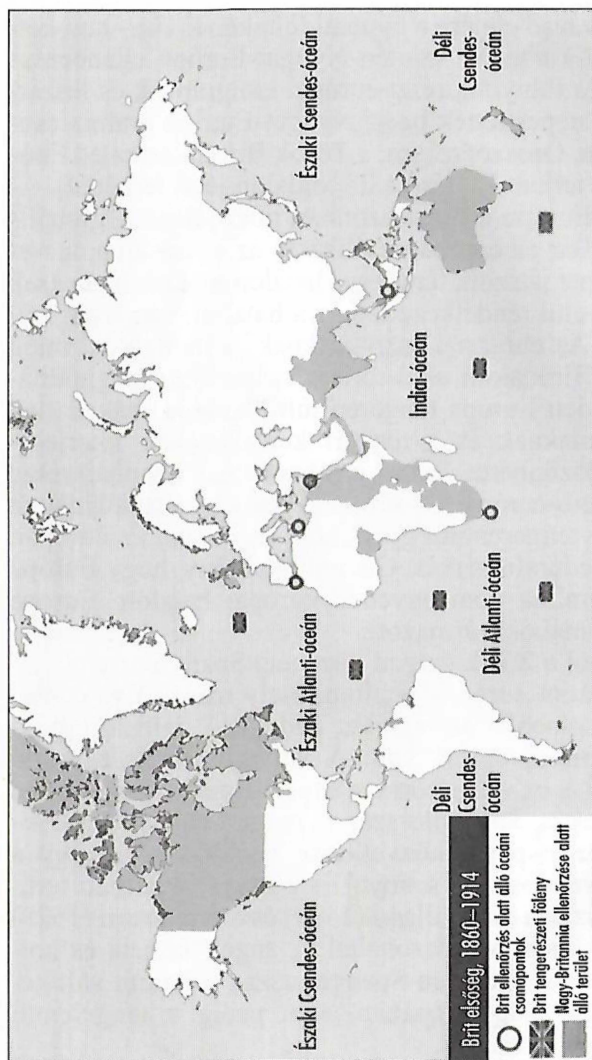 Északi Csendes-óceán
Északi Atlanti-óceán
Északi Csendes-óceán
Déli
Csendes-
óceán
Indiai-óceán
Déli Atlanti-óceán
Déli
Csendes-
óceán
Brit elsőség, 1860–1914
Brit ellenőrzés alatt álló óceáni
csomópontok
Brit tengerészeti fölény
Nagy-Britannia ellenőrzése alatt
álló terület